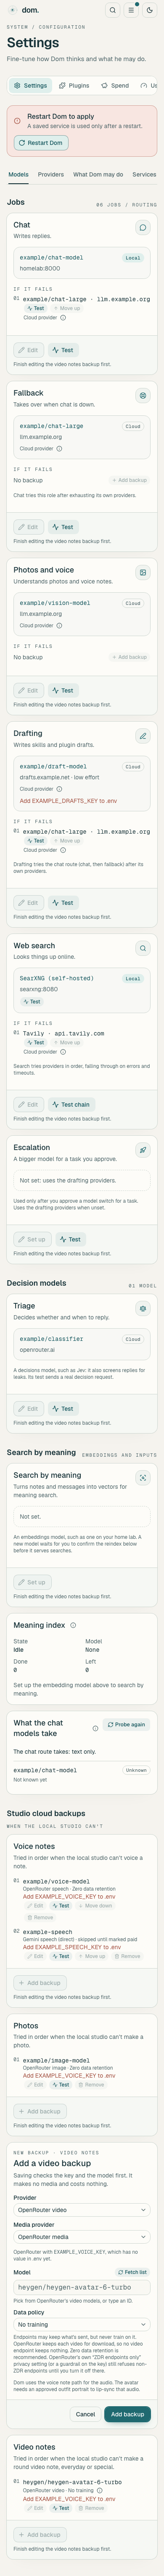 dom.
SYSTEM / CONFIGURATION
Settings
Fine-tune how Dom thinks and what he may do.
Settings
Plugins
Spend
Us
Restart Dom to apply
A saved service is used only after a restart.
Restart Dom
Models
Providers
What Dom may do
Services
Jobs
06 JOBS / ROUTING
Chat
Writes replies.
example/chat-model
Local
homelab:8000
IF IT FAILS
01 example/chat-large · llm.example.org
Test
Move up
Cloud provider
Edit
Test
Finish editing the video notes backup first.
Fallback
Takes over when chat is down.
example/chat-large
Cloud
llm.example.org
Cloud provider
IF IT FAILS
No backup
Add backup
Chat tries this role after exhausting its own providers.
Edit
Test
Finish editing the video notes backup first.
Photos and voice
Understands photos and voice notes.
example/vision-model
Cloud
llm.example.org
Cloud provider
IF IT FAILS
No backup
Add backup
Edit
Test
Finish editing the video notes backup first.
Drafting
Writes skills and plugin drafts.
example/draft-model
Cloud
drafts.example.net · low effort
Cloud provider
Add EXAMPLE_DRAFTS_KEY to .env
IF IT FAILS
01 example/chat-large · llm.example.org
Test
Move up
Cloud provider
Drafting tries the chat route (chat, then fallback) after its own providers.
Edit
Test
Finish editing the video notes backup first.
Web search
Looks things up online.
SearXNG (self-hosted)
Local
searxng:8080
Test
IF IT FAILS
01 Tavily · api.tavily.com
Test
Move up
Cloud provider
Search tries providers in order, falling through on errors and timeouts.
Edit
Test chain
Finish editing the video notes backup first.
Escalation
A bigger model for a task you approve.
Not set: uses the drafting providers.
Used only after you approve a model switch for a task. Uses the drafting providers when unset.
Set up
Test
Finish editing the video notes backup first.
Decision models
01 MODEL
Triage
Decides whether and when to reply.
example/classifier
Cloud
openrouter.ai
A decisions model, such as Jev: it also screens replies for leaks. Its test sends a real decision request.
Edit
Test
Finish editing the video notes backup first.
Search by meaning
EMBEDDINGS AND INPUTS
Search by meaning
Turns notes and messages into vectors for meaning search.
Not set.
An embeddings model, such as one on your home lab. A new model waits for you to confirm the reindex below before it serves searches.
Set up
Finish editing the video notes backup first.
Meaning index
State
Model
Idle
None
Done
Left
0
0
Set up the embedding model above to search by meaning.
What the chat models take
Probe again
The chat route takes: text only.
example/chat-model
Unknown
Not known yet
Studio cloud backups
WHEN THE LOCAL STUDIO CAN'T
Voice notes
Tried in order when the local studio can't voice a note.
01 example/voice-model
OpenRouter speech · Zero data retention
Add EXAMPLE_VOICE_KEY to .env
Edit
Test
Move down
Remove
02 example-speech
Gemini speech (direct) · skipped until marked paid
Add EXAMPLE_SPEECH_KEY to .env
Edit
Test
Move up
Remove
Add backup
Finish editing the video notes backup first.
Photos
Tried in order when the local studio can't make a photo.
01 example/image-model
OpenRouter image · Zero data retention
Add EXAMPLE_VOICE_KEY to .env
Edit
Test
Remove
Add backup
Finish editing the video notes backup first.
NEW BACKUP · VIDEO NOTES
Add a video backup
Saving checks the key and the model first. It makes no media and costs nothing.
Provider
OpenRouter video
Media provider
OpenRouter media
OpenRouter with EXAMPLE_VOICE_KEY, which has no value in .env yet.
Model
Fetch list
heygen/heygen-avatar-6-turbo
Pick from OpenRouter's video models, or type an ID.
Data policy
No training
Endpoints may keep what's sent, but never train on it. OpenRouter keeps each video for download, so no video endpoint keeps nothing. Zero data retention is recommended: OpenRouter's own "ZDR endpoints only" privacy setting as a guardrail on the key still refuses non-ZDR endpoints until you turn it off there.
Dom uses the voice note path for the audio. The avatar needs an approved outfit portrait to lip-sync that audio.
Cancel
Add backup
Video notes
Tried in order when the local studio can't make a round video note, everyday or special.
01 heygen/heygen-avatar-6-turbo
OpenRouter video · No training
Add EXAMPLE_VOICE_KEY to .env
Edit
Test
Remove
Add backup
Finish editing the video notes backup first.